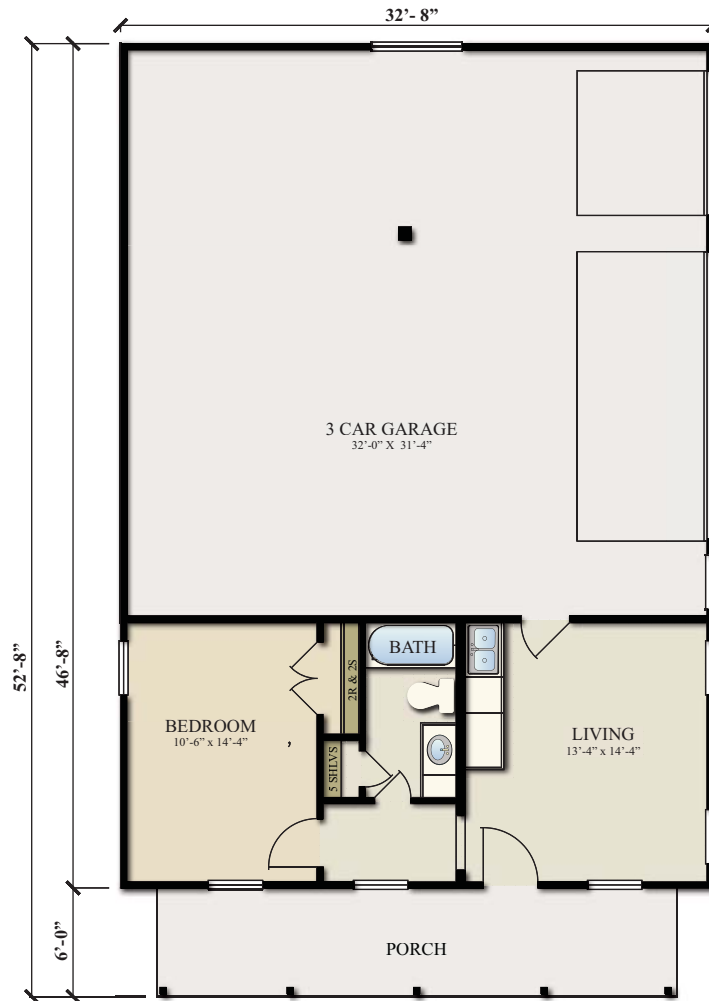 32’- 8”
3 CAR GARAGE
32’-0” X 31’-4”
52’-8”
46’-8”
BATH
2R & 2S
BEDROOM
10’-6” x 14’-4”
,
LIVING
13’-4” x 14’-4”
5 SHLVS
6’-0”
PORCH